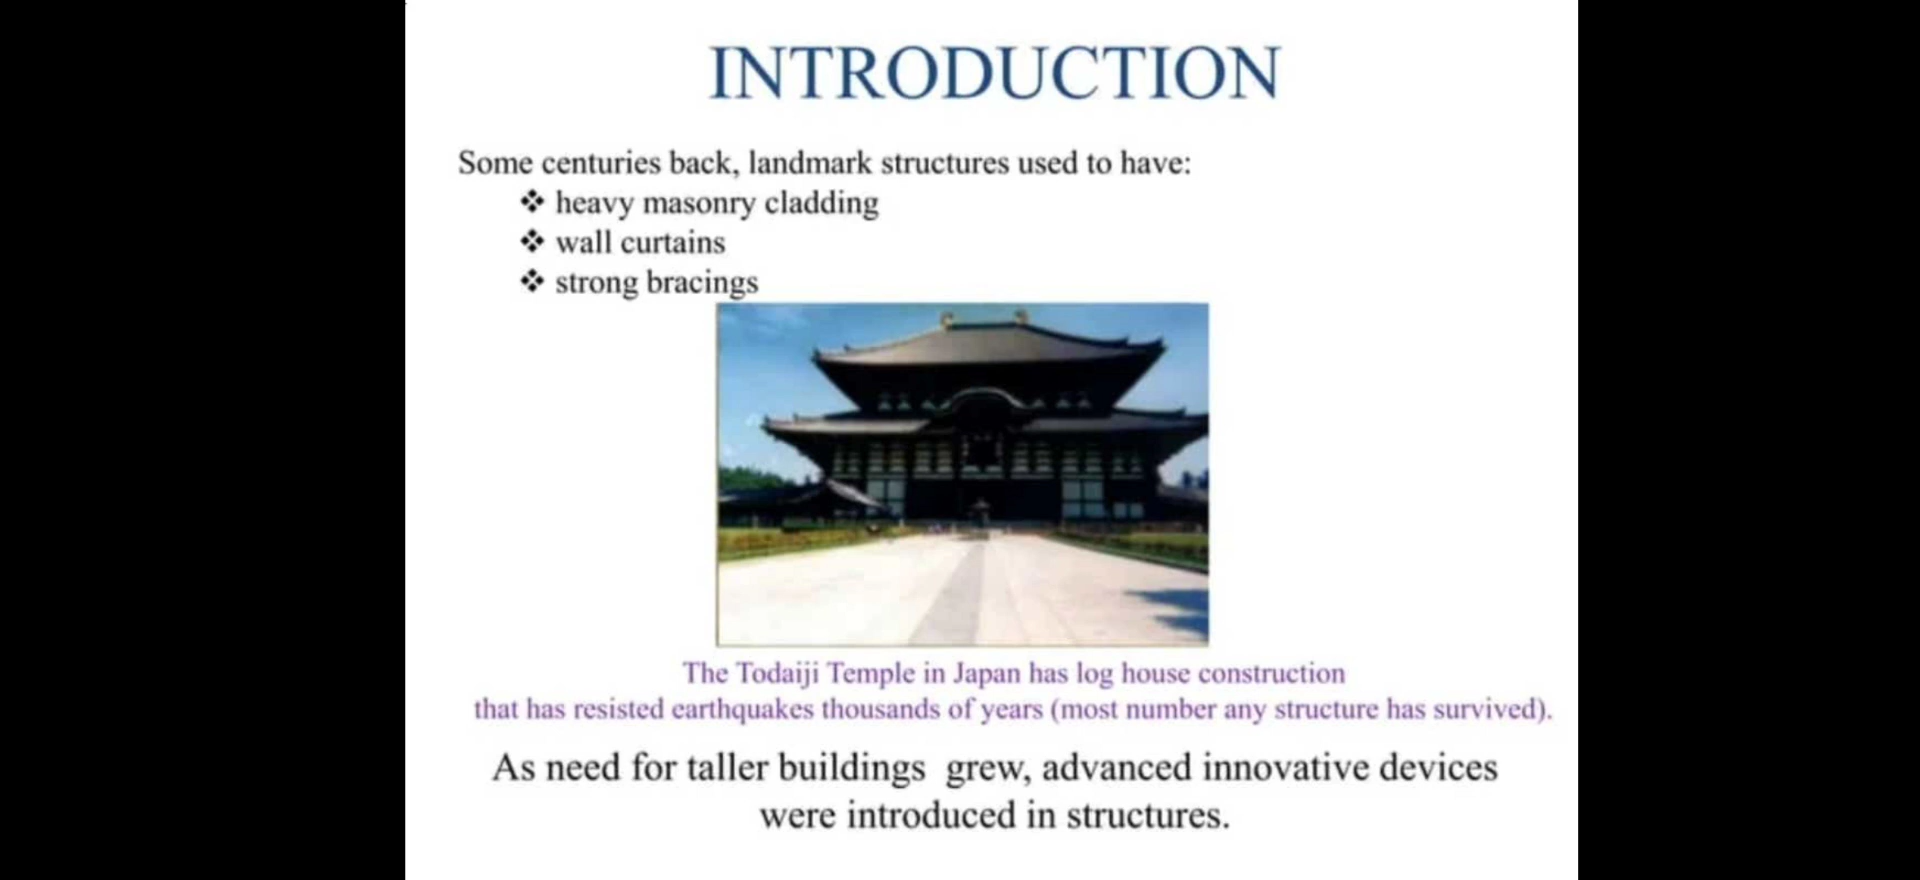 INTRODUCTION
Some centuries back, landmark structures used to have:
❖ heavy masonry cladding
❖ wall curtains
❖ strong bracings
The Todaiji Temple in Japan has log house construction
that has resisted earthquakes thousands of years (most number any structure has survived).
As need for taller buildings grew, advanced innovative devices
were introduced in structures.